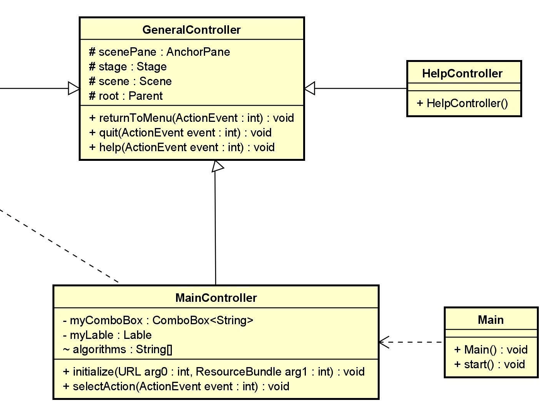 GeneralController
# scenePane : AnchorPane
# stage : Stage
# scene : Scene
# root : Parent
+ returnToMenu(ActionEvent : int) : void
+ quit(ActionEvent event : int) : void
+ help(ActionEvent event : int) : void
HelpController
+ HelpController()
MainController
- myComboBox : ComboBox<String>
- myLable : Lable
~ algorithms : String[]
+ initialize(URL arg0 : int, ResourceBundle arg1 : int) : void
+ selectAction(ActionEvent event : int) : void
Main
+ Main() : void
+ start() : void